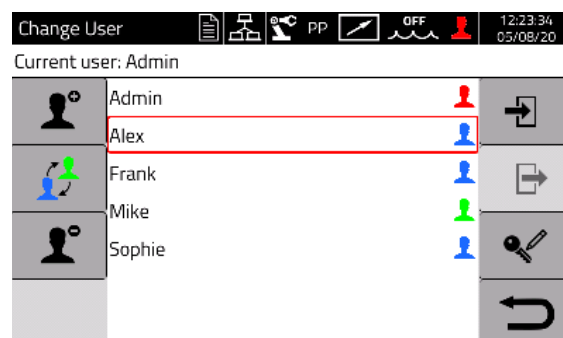 Change User
PP
OFF
12:23:34
05/08/20
Current user: Admin
Admin
Alex
Frank
Mike
Sophie